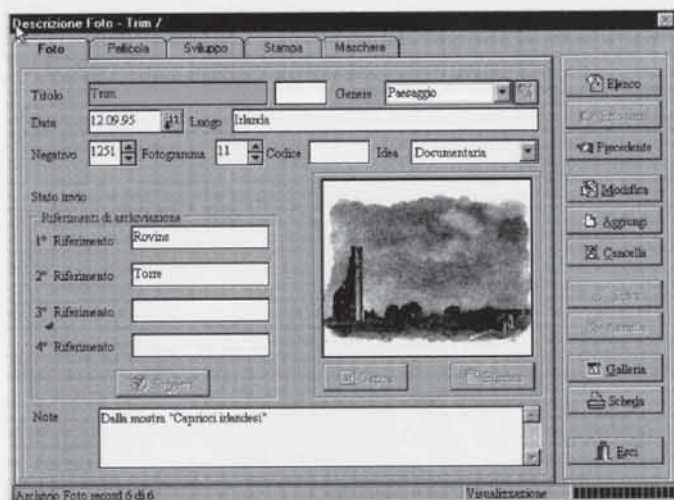 Descrizione Foto - Trim /
Foto Pellicola Sviluppo Stampa Maschera
Titolo Trim Genere Paesaggio
Data 12.09.95 Luogo Irlanda
Negativo 1251 Fotogramma 11 Codice Idea Documentaria
Stato invio
Riferimenti di archiviazione
1° Riferimento Rovine
2° Riferimento Torre
3° Riferimento
4° Riferimento
Note Dalla mostra "Capricci irlandesi"
Elenco
Precedente
Modifica
Aggiungi
Cancella
Galleria
Scheda
Esci
Archivio Foto record 6 di 6 Visualizzazione